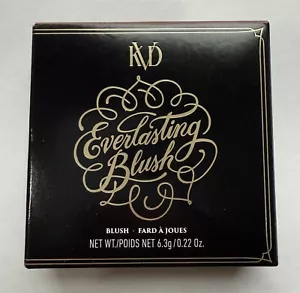 KVD
Everlasting
Blush
BLUSH · FARD À JOUES
NET WT./POIDS NET 6.3g/0.22 Oz.